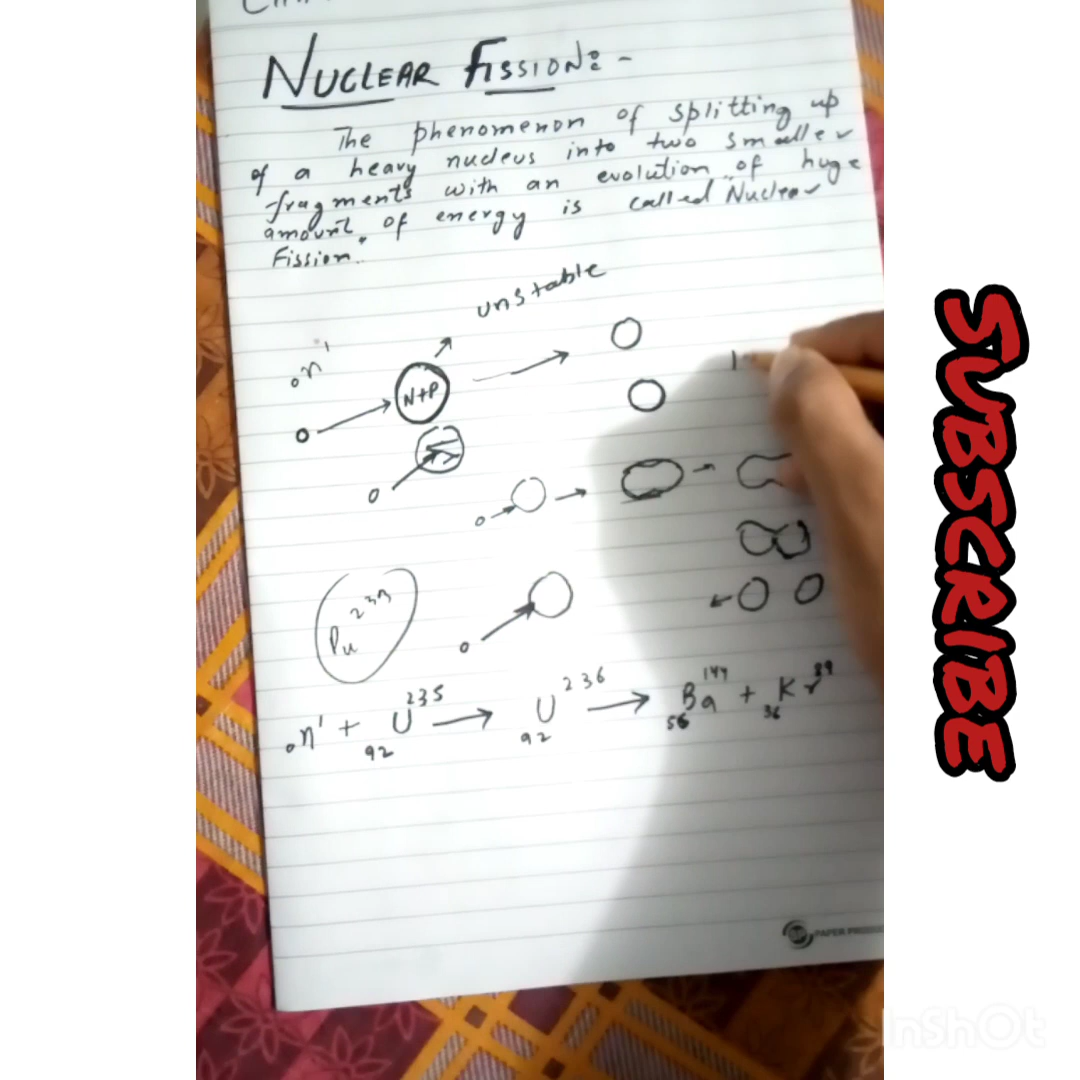 NUCLEAR FISSION:-
The phenomenon of splitting up
of a heavy nucleus into two smaller
fragments with an evolution of huge
amount of energy is called Nuclear
Fission.
unstable
₀n¹
N+P
Pu²³⁹
₀n¹ + ₉₂U²³⁵ → ₉₂U²³⁶ → ₅₆Ba¹⁴⁴ + ₃₆Kr⁸⁹
PAPER
SUBSCRIBE
InShOt